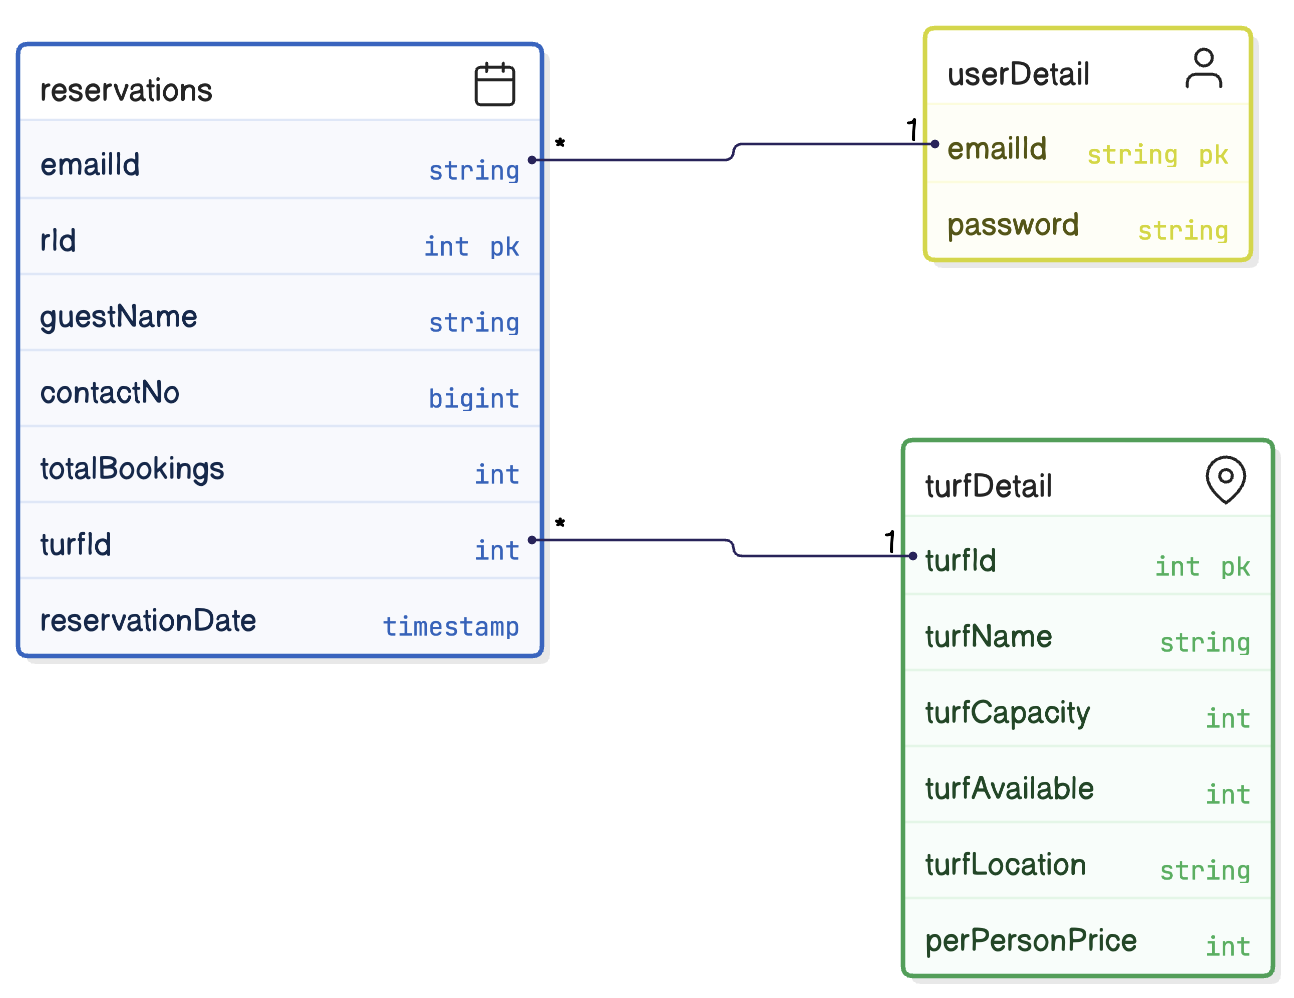 reservations
emailId string
rId int pk
guestName string
contactNo bigint
totalBookings int
turfId int
reservationDate timestamp
* 1
userDetail
emailId string pk
password string
* 1
turfDetail
turfId int pk
turfName string
turfCapacity int
turfAvailable int
turfLocation string
perPersonPrice int